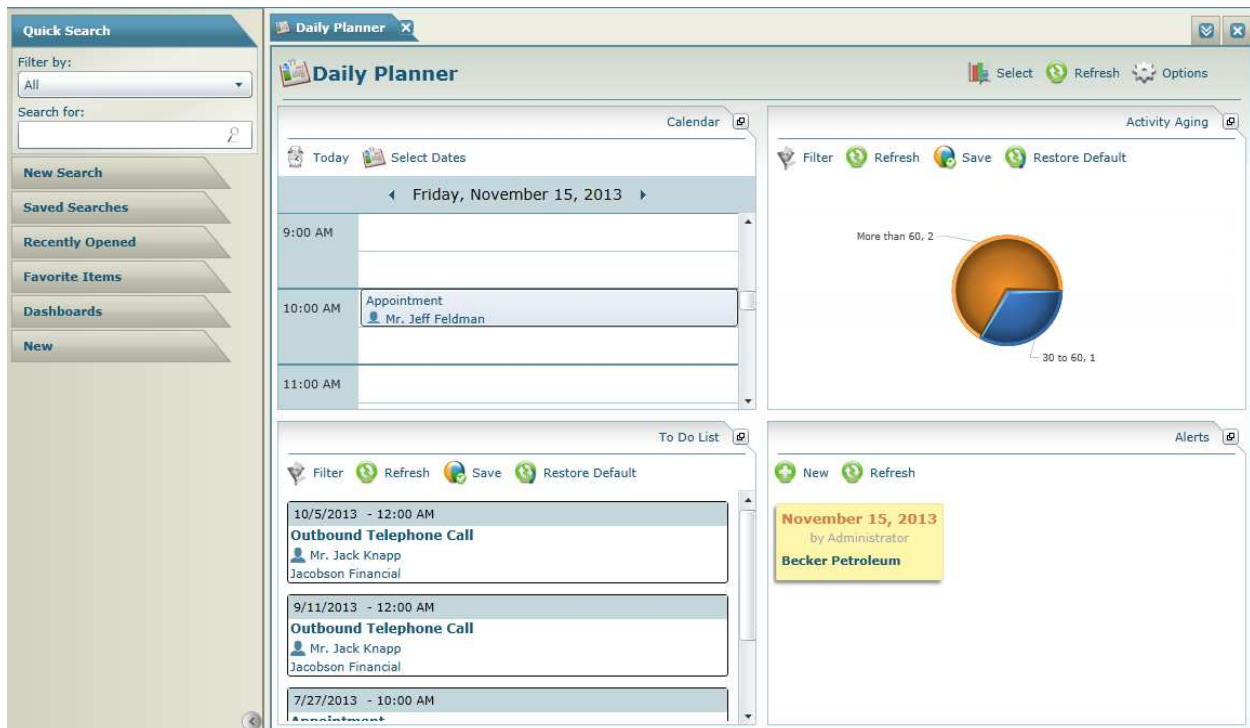 Quick Search
Filter by:
All
Search for:
New Search
Saved Searches
Recently Opened
Favorite Items
Dashboards
New
Daily Planner
Daily Planner
Select Refresh Options
Calendar
Today Select Dates
Friday, November 15, 2013
9:00 AM
10:00 AM
Appointment
Mr. Jeff Feldman
11:00 AM
Activity Aging
Filter Refresh Save Restore Default
More than 60, 2
30 to 60, 1
To Do List
Filter Refresh Save Restore Default
10/5/2013 - 12:00 AM
Outbound Telephone Call
Mr. Jack Knapp
Jacobson Financial
9/11/2013 - 12:00 AM
Outbound Telephone Call
Mr. Jack Knapp
Jacobson Financial
7/27/2013 - 10:00 AM
Appointment
Alerts
New Refresh
November 15, 2013
by Administrator
Becker Petroleum